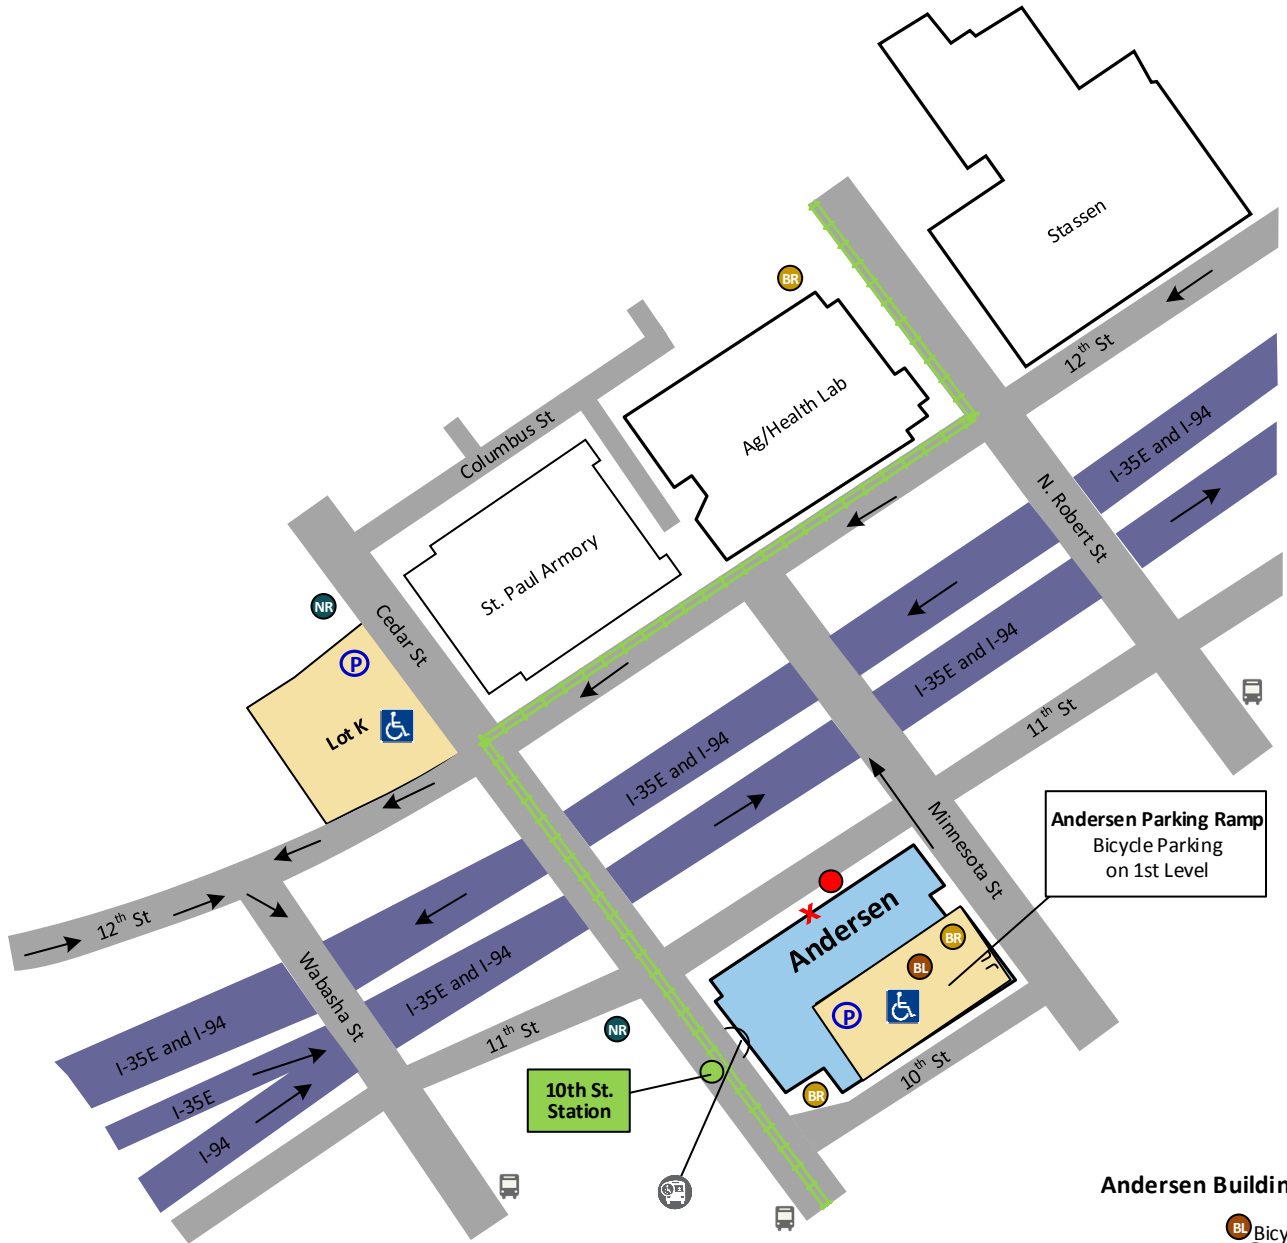 Stassen
12th St
BR
Ag/Health Lab
I-35E and I-94
Columbus St
N. Robert St
St. Paul Armory
NR
Cedar St
P
I-35E and I-94
Lot K
11th St
I-35E and I-94
Andersen Parking Ramp
Bicycle Parking
on 1st Level
Minnesota St
Andersen
12th St
BR
BL
I-35E and I-94
Wabasha St
P
I-35E and I-94
NR
11th St
10th St
10th St.
Station
BR
I-35E
I-94
Andersen Buildin
BL Bicy